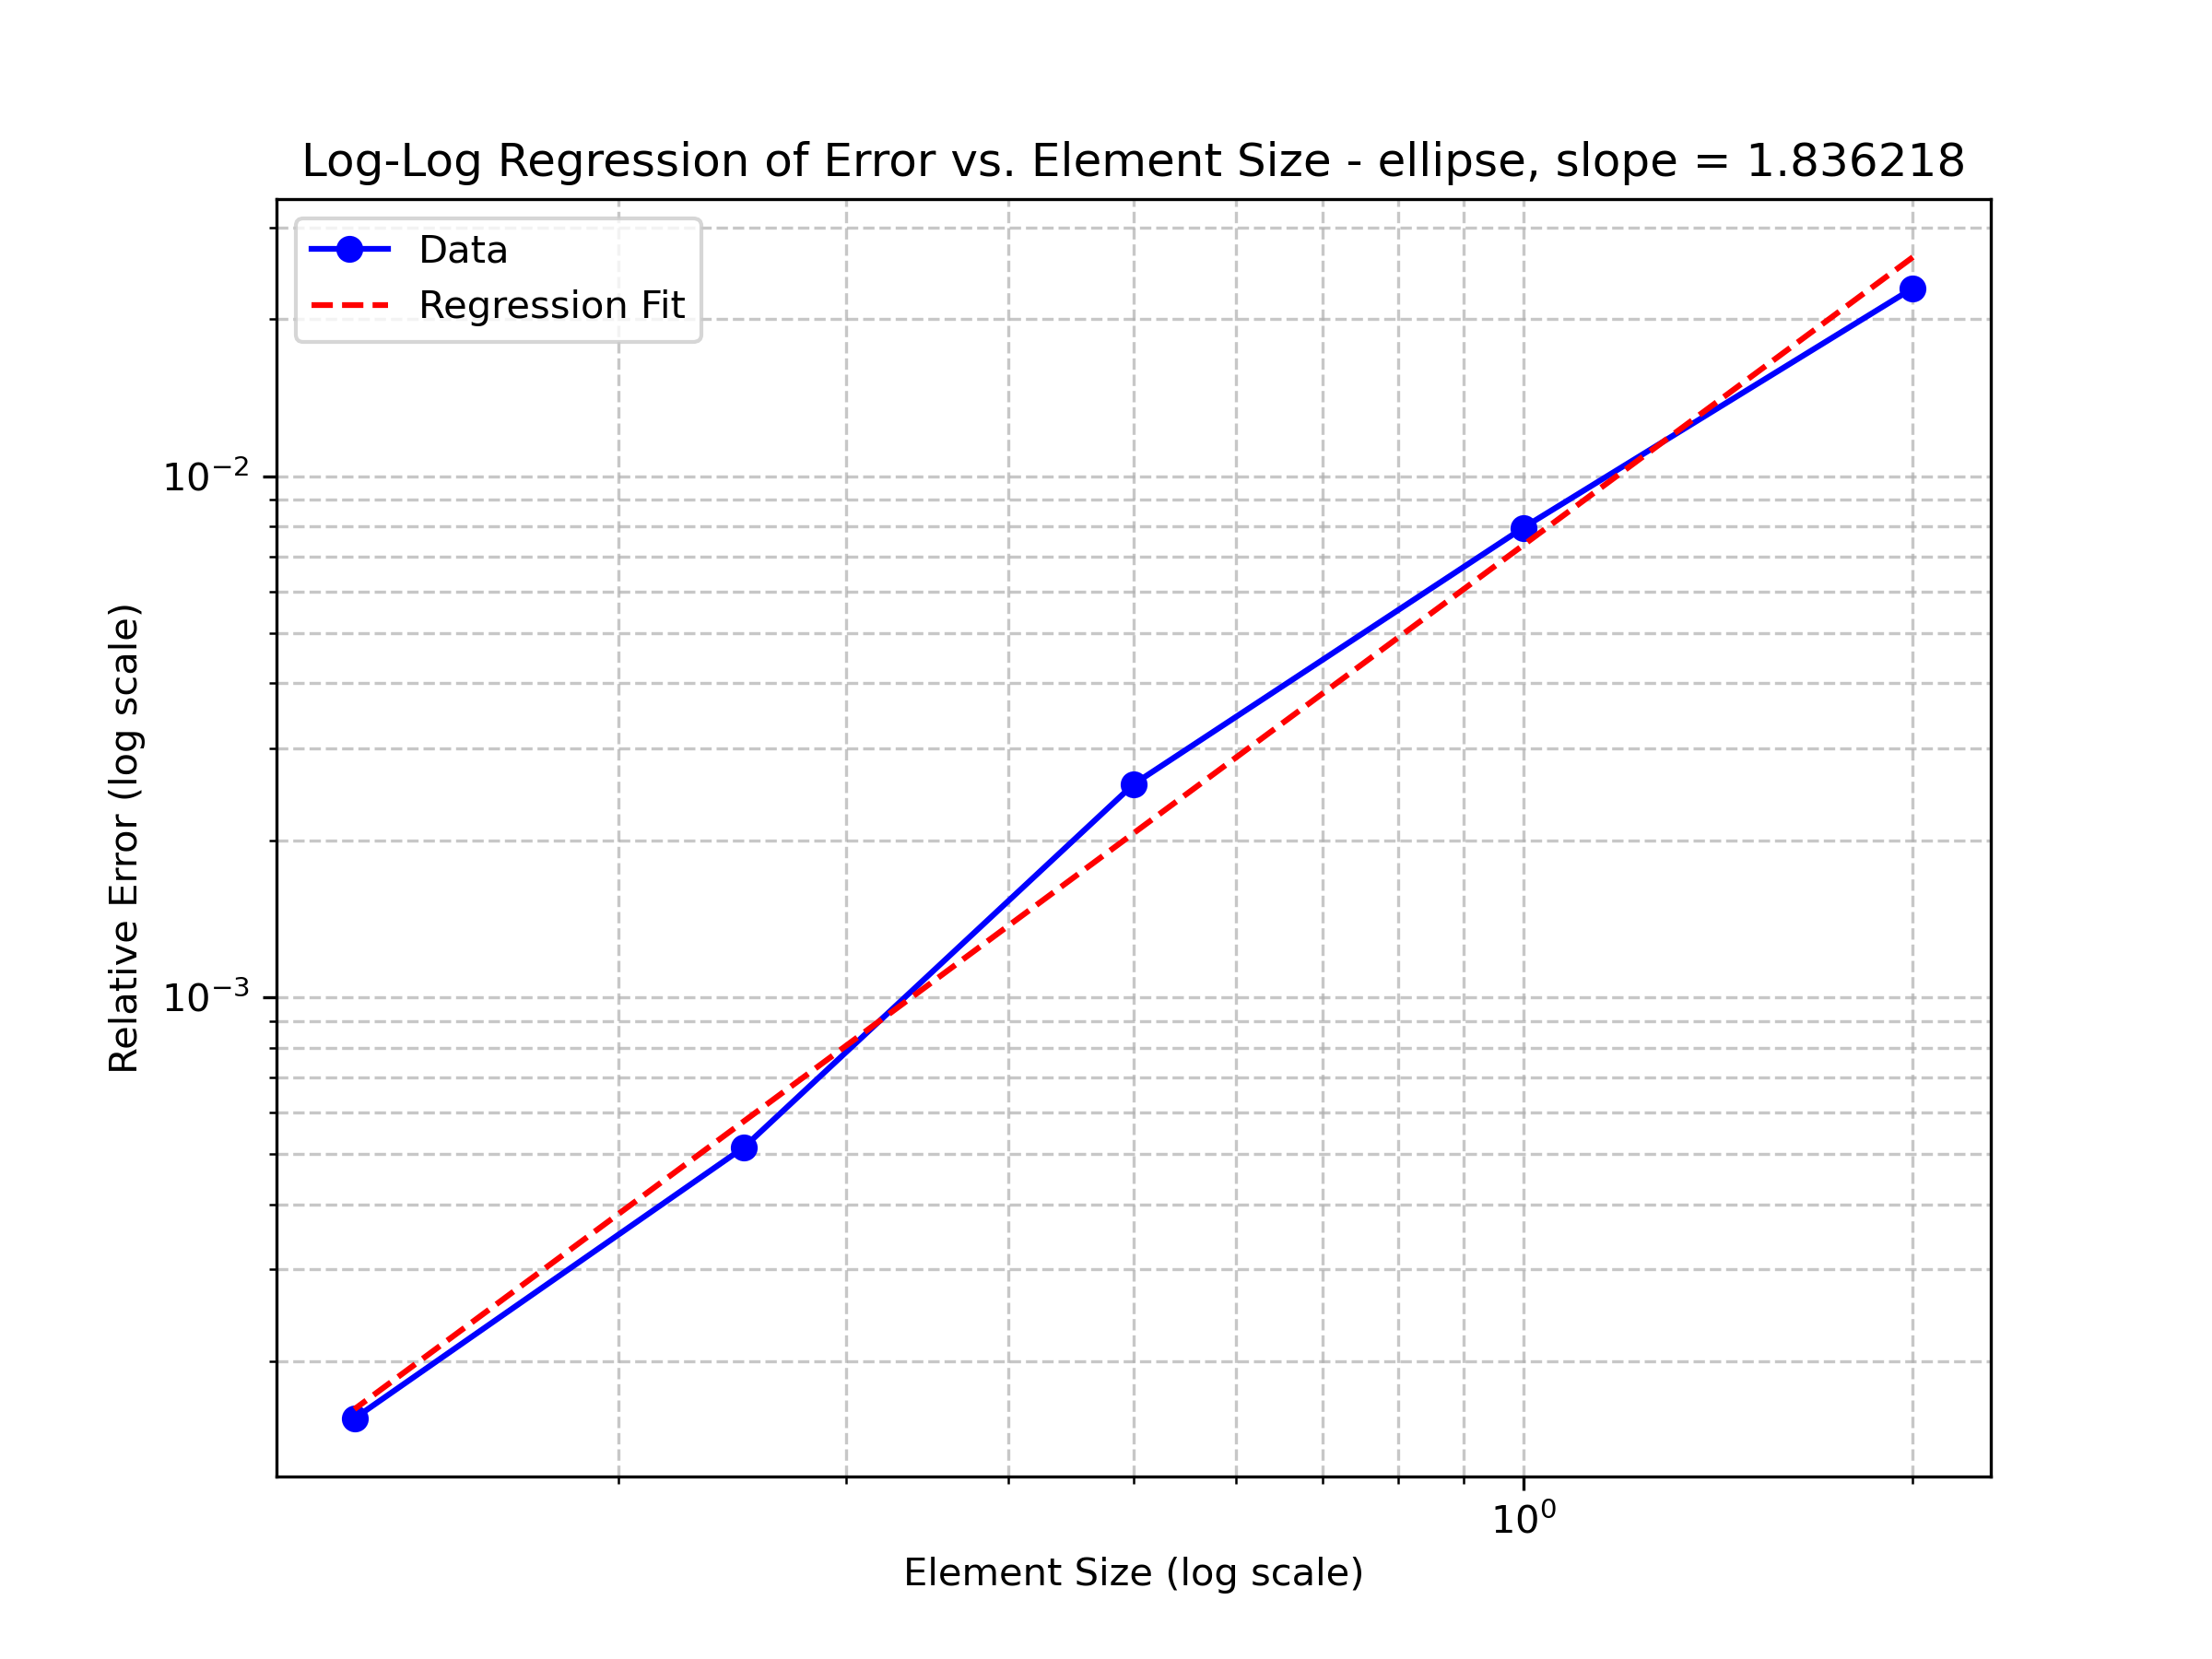 Log-Log Regression of Error vs. Element Size - ellipse, slope = 1.836218
Data
Regression Fit
10⁻²
10⁻³
Relative Error (log scale)
10⁰
Element Size (log scale)